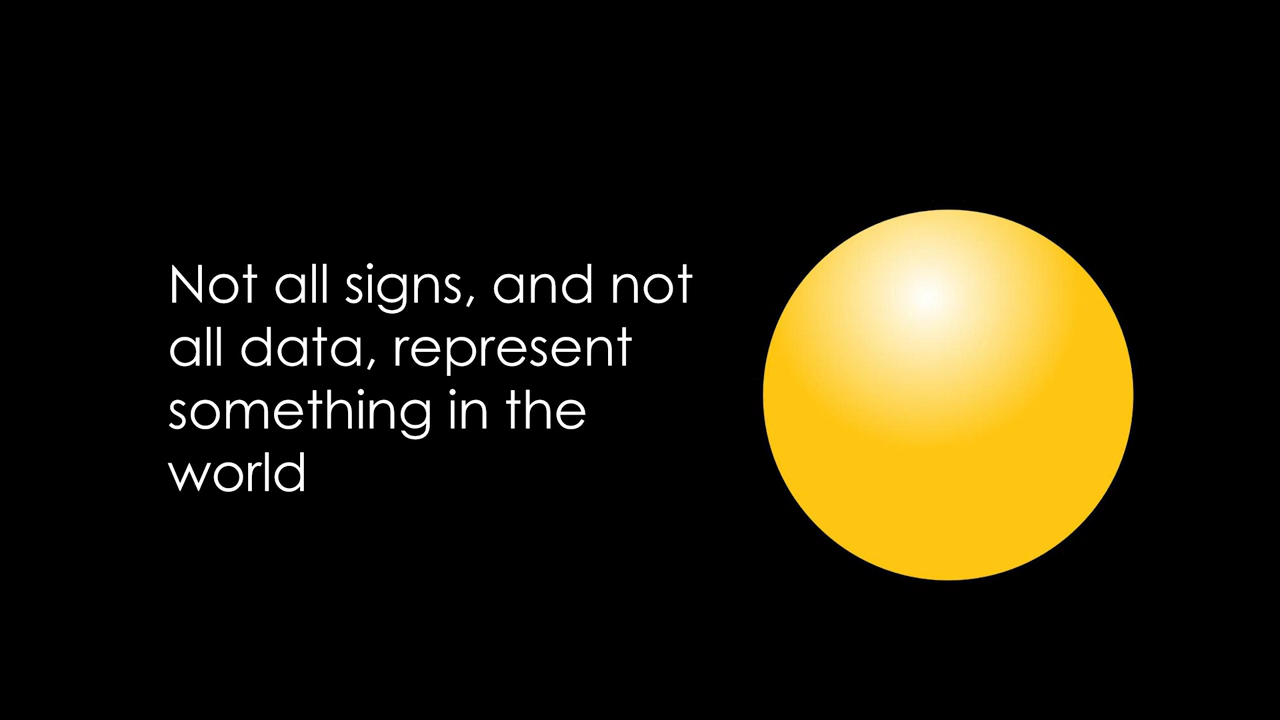 Not all signs, and not
all data, represent
something in the
world